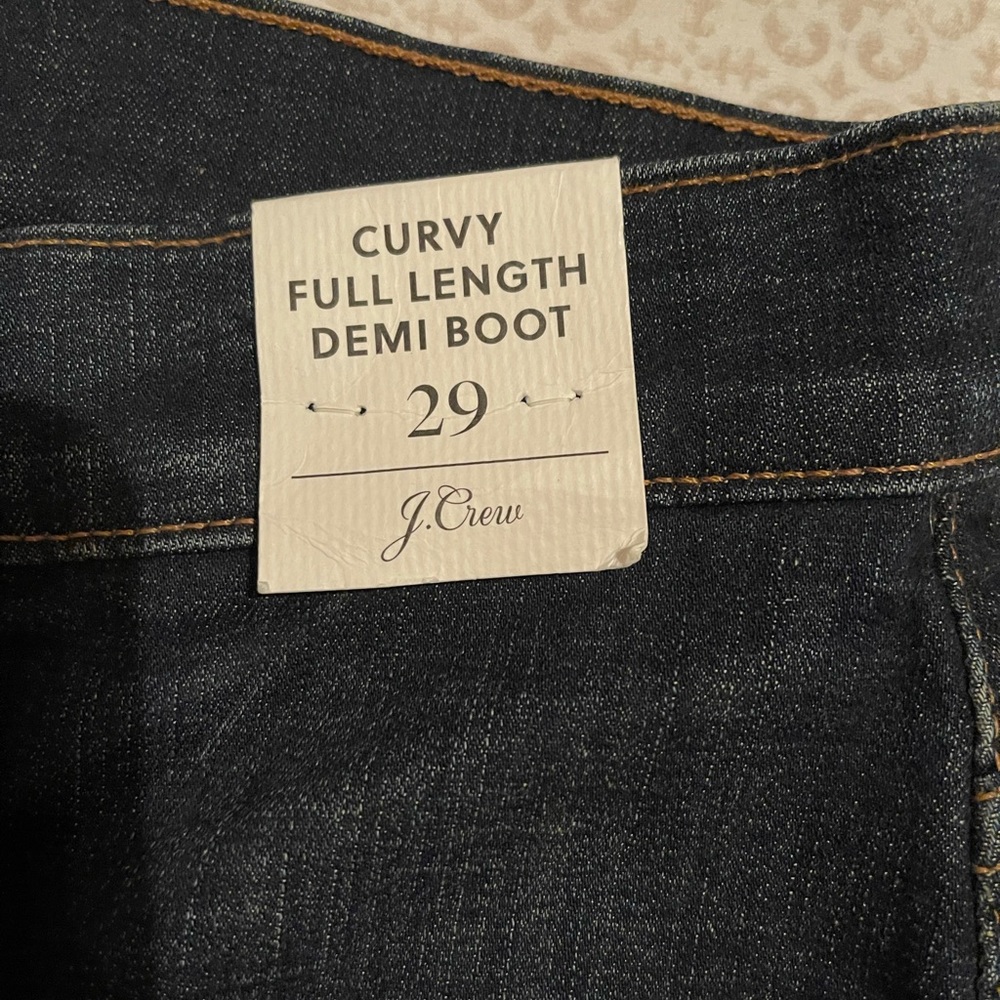 CURVY
FULL LENGTH
DEMI BOOT
29
J.Crew